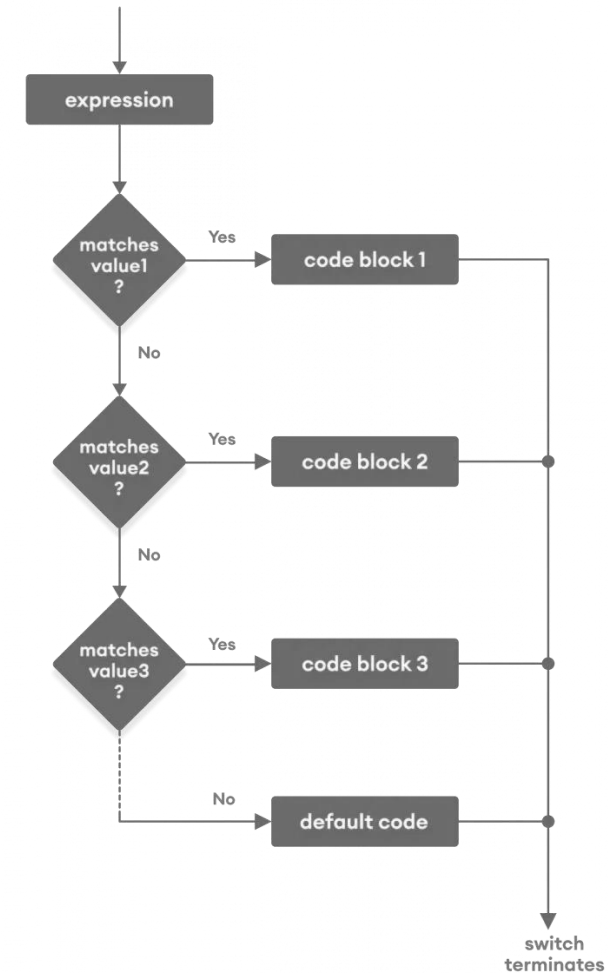 expression
matches
value1
?
Yes
code block 1
No
matches
value2
?
Yes
code block 2
No
matches
value3
?
Yes
code block 3
No
default code
switch
terminates